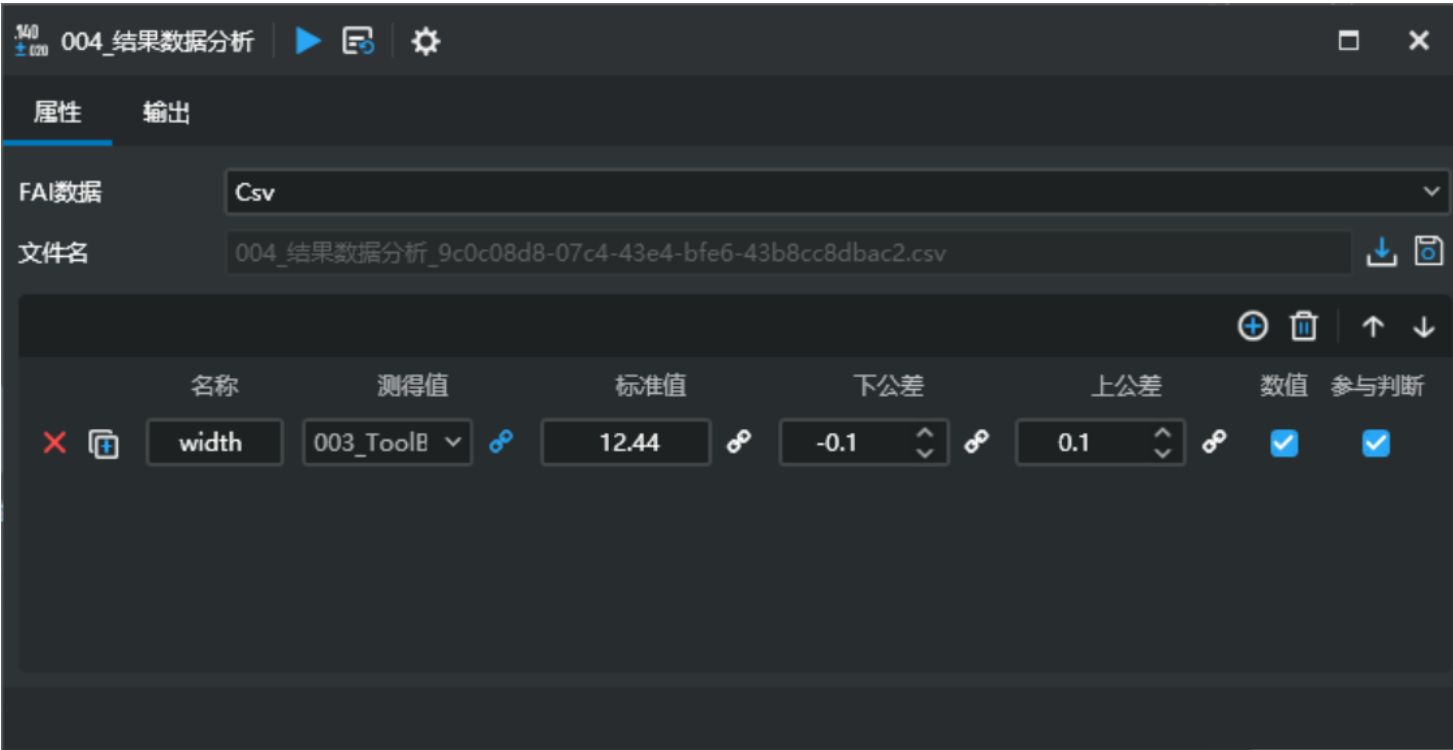 .140
±.020 004_结果数据分析
属性 输出
FAI数据 Csv
文件名 004_结果数据分析_9c0c08d8-07c4-43e4-bfe6-43b8cc8dbac2.csv
名称 测得值 标准值 下公差 上公差 数值 参与判断
width 003_ToolB 12.44 -0.1 0.1